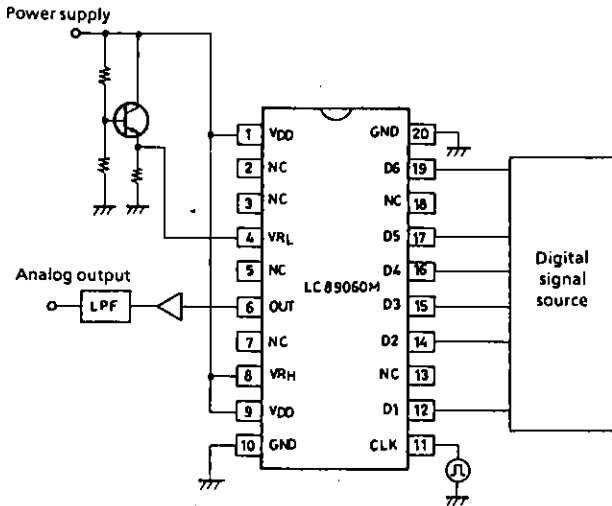 Power supply
1 VDD
2 NC
3 NC
4 VRL
5 NC
6 OUT
7 NC
8 VRH
9 VDD
10 GND
LC89060M
GND 20
D6 19
NC 18
D5 17
D4 16
D3 15
D2 14
NC 13
D1 12
CLK 11
Analog output
LPF
Digital
signal
source